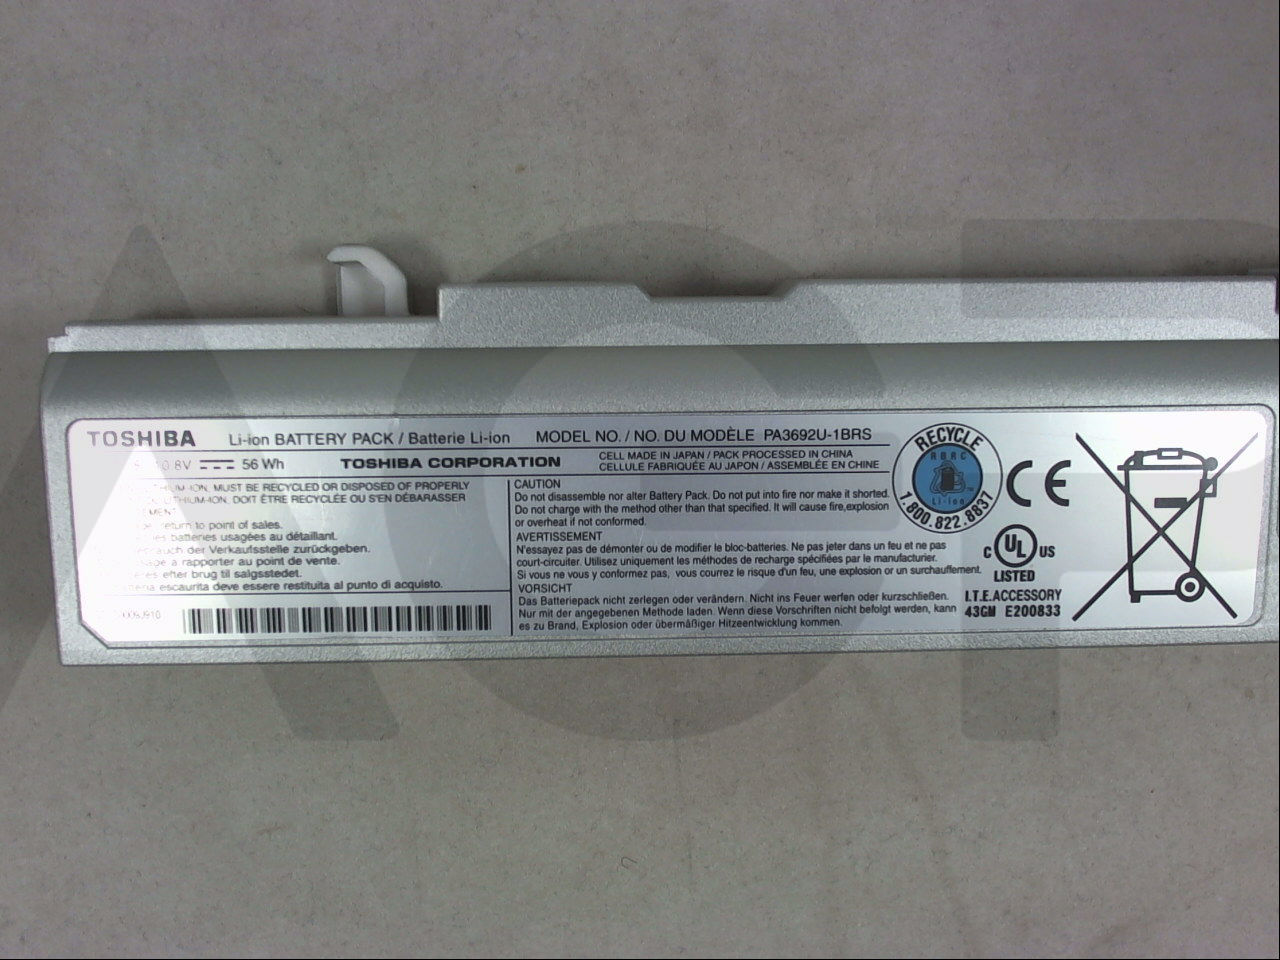 TOSHIBA Li-ion BATTERY PACK / Batterie Li-ion MODEL NO. / NO. DU MODÈLE PA3692U-1BRS
0.8V 56 Wh TOSHIBA CORPORATION
CELL MADE IN JAPAN / PACK PROCESSED IN CHINA
CELLULE FABRIQUÉE AU JAPON / ASSEMBLÉE EN CHINE
MUST BE RECYCLED OR DISPOSED OF PROPERLY
DOIT ÊTRE RECYCLÉE OU S'EN DÉBARASSER
return to point of sales.
les batteries usagées au détaillant.
der Verkaufsstelle zurückgeben.
a rapporter au point de vente.
efter brug til salgsstedet.
escaurita deve essere restituita al punto di acquisto.
CAUTION
Do not disassemble nor alter Battery Pack. Do not put into fire nor make it shorted.
Do not charge with the method other than that specified. It will cause fire,explosion
or overheat if not conformed.
AVERTISSEMENT
N'essayez pas de démonter ou de modifier le bloc-batteries. Ne pas jeter dans un feu et ne pas
court-circuiter. Utilisez uniquement les méthodes de recharge spécifiées par le manufacturier.
Si vous ne vous y conformez pas, vous courrez le risque d'un feu, une explosion or un surchauffement.
VORSICHT
Das Batteriepack nicht zerlegen oder verändern. Nicht ins Feuer werfen oder kurzschließen.
Nur mit der angegebenen Methode laden. Wenn diese Vorschriften nicht befolgt werden, kann
es zu Brand, Explosion oder übermäßiger Hitzeentwicklung kommen.
RECYCLE
RBRC
Li-ion
1.800.822.8837
CE
C UL US
LISTED
I.T.E.ACCESSORY
43GM E200833
ACT